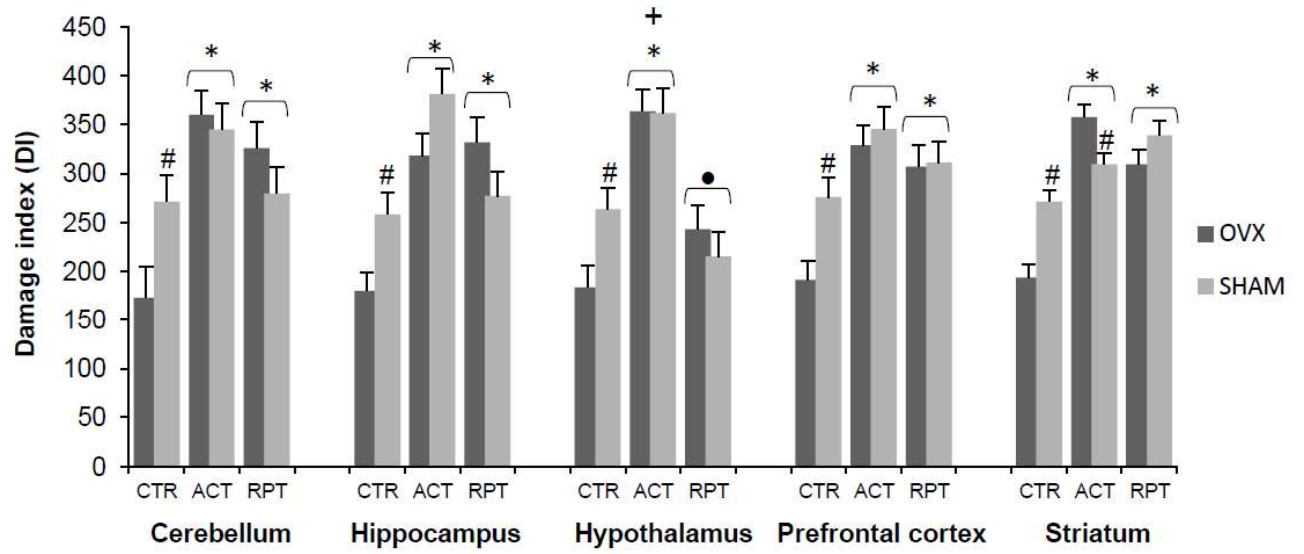 Damage index (DI)
450
400
350
300
250
200
150
100
50
0
# * *
# * *
# + * •
# * *
# * # *
CTR ACT RPT CTR ACT RPT CTR ACT RPT CTR ACT RPT CTR ACT RPT
Cerebellum Hippocampus Hypothalamus Prefrontal cortex Striatum
OVX
SHAM